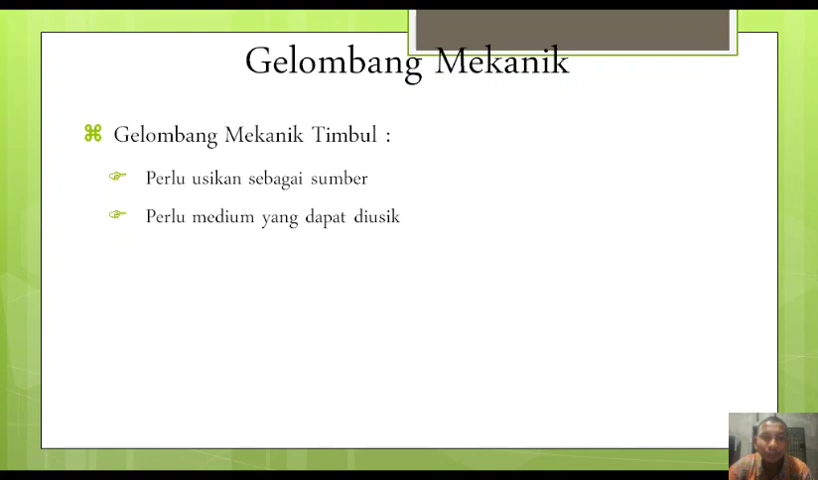 Gelombang Mekanik
Gelombang Mekanik Timbul :
Perlu usikan sebagai sumber
Perlu medium yang dapat diusik